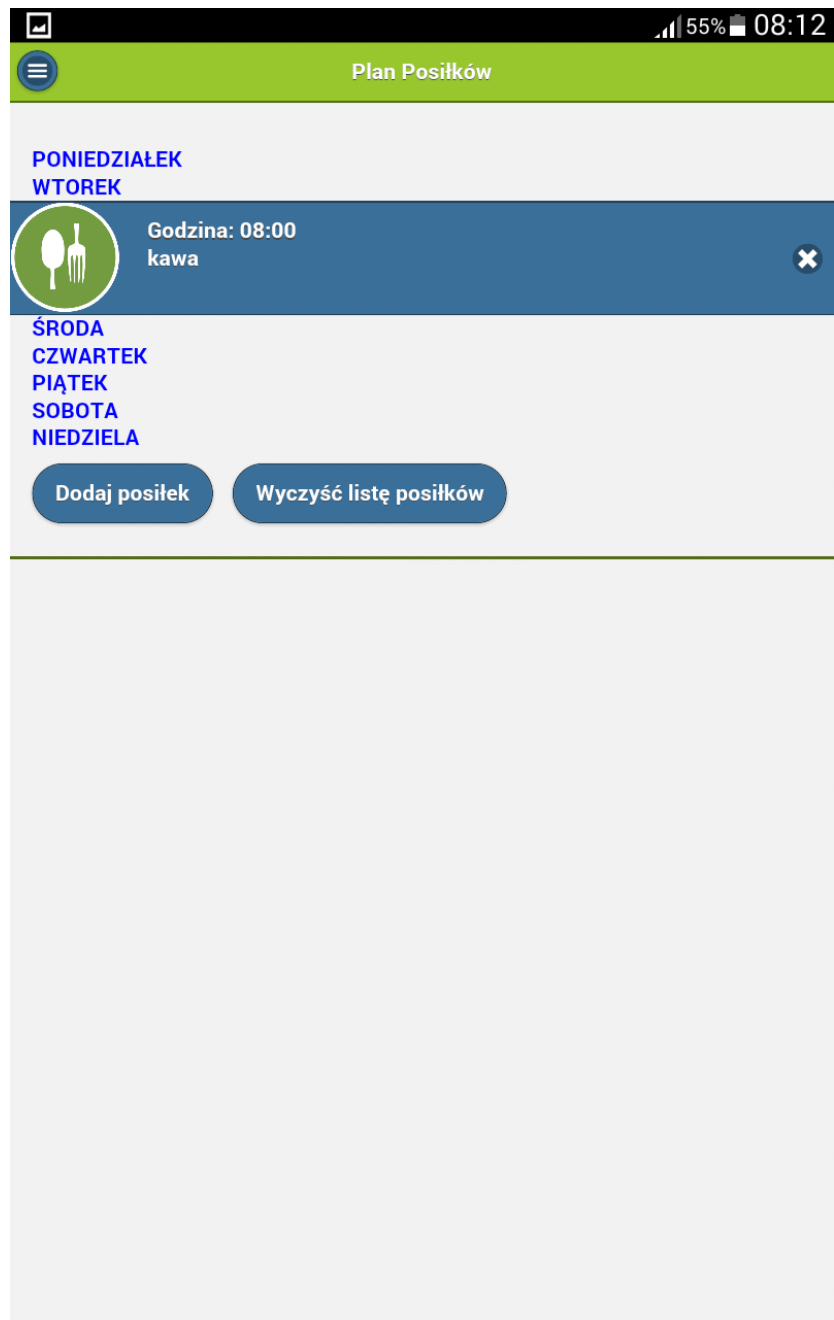 55% 08:12
Plan Posiłków
PONIEDZIAŁEK
WTOREK
Godzina: 08:00
kawa
ŚRODA
CZWARTEK
PIĄTEK
SOBOTA
NIEDZIELA
Dodaj posiłek Wyczyść listę posiłków